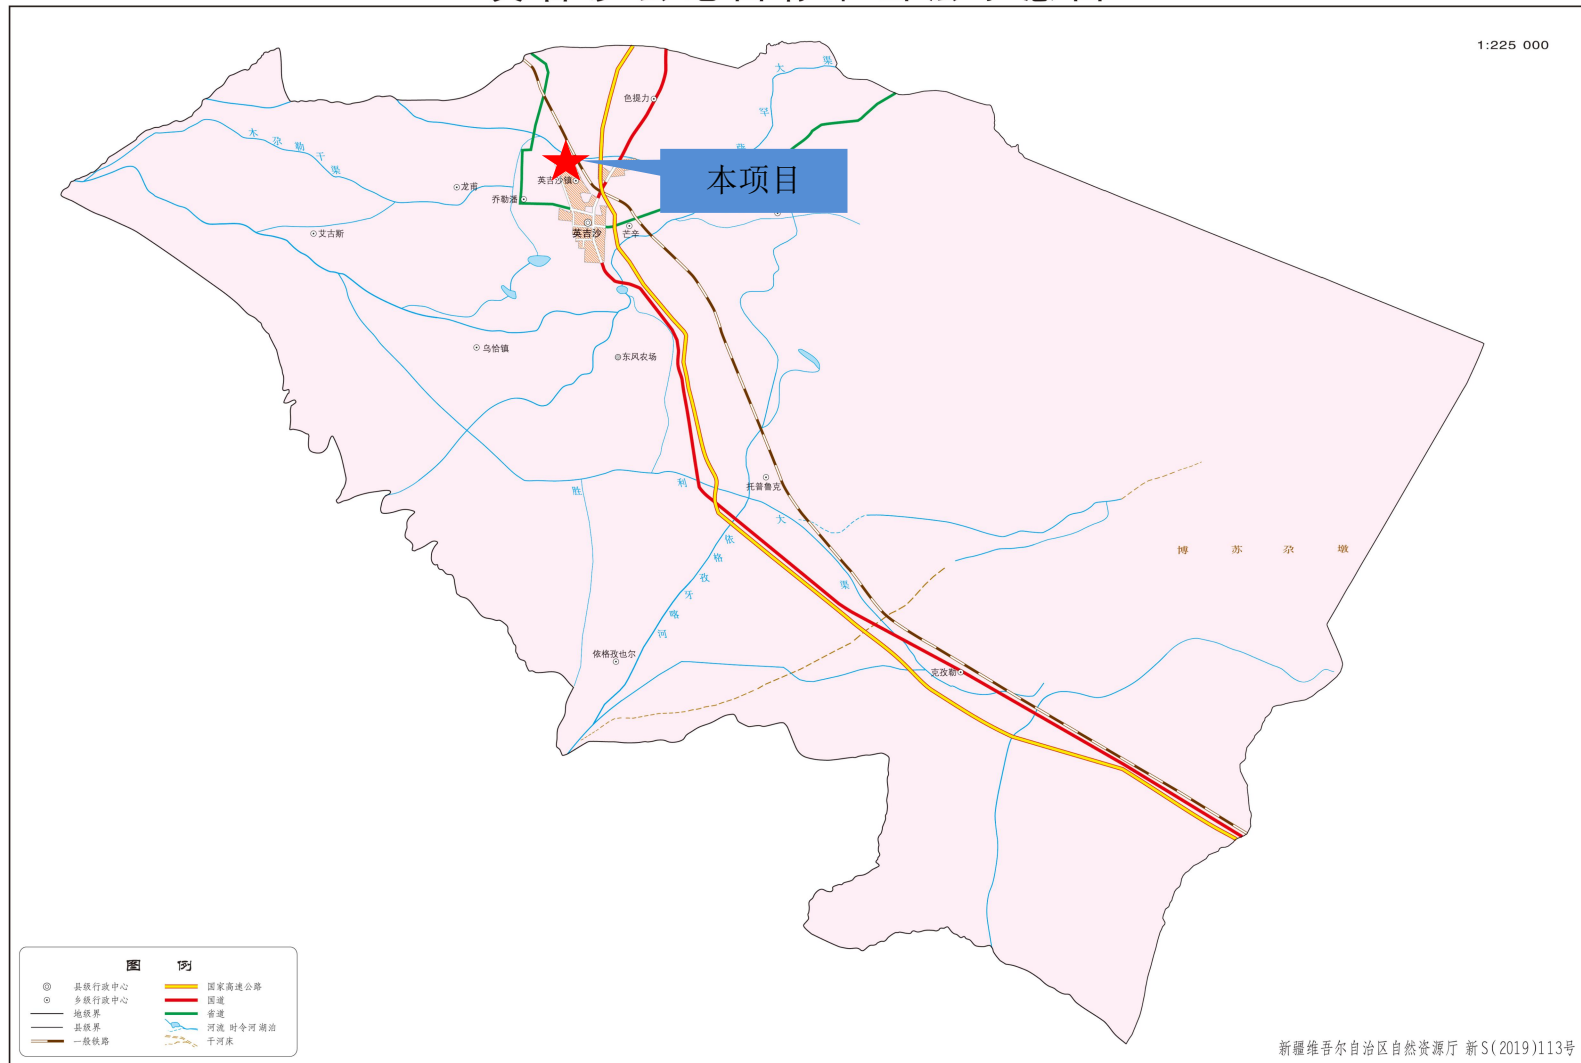 1:225 000
大
渠
罕
色提力
木
尕
勒
干
渠
本项目
英吉沙镇
龙甫
乔勒潘
艾古斯
英吉沙
芒辛
乌恰镇
东风农场
托普鲁克
胜
利
大
渠
依
格
孜
牙
略
河
博 苏 尕 墩
依格孜也尔
克孜勒
图 例
县级行政中心
乡级行政中心
地级界
县级界
一般铁路
国家高速公路
国道
省道
河流 时令河 湖泊
干河床
新疆维吾尔自治区自然资源厅 新S(2019)113号